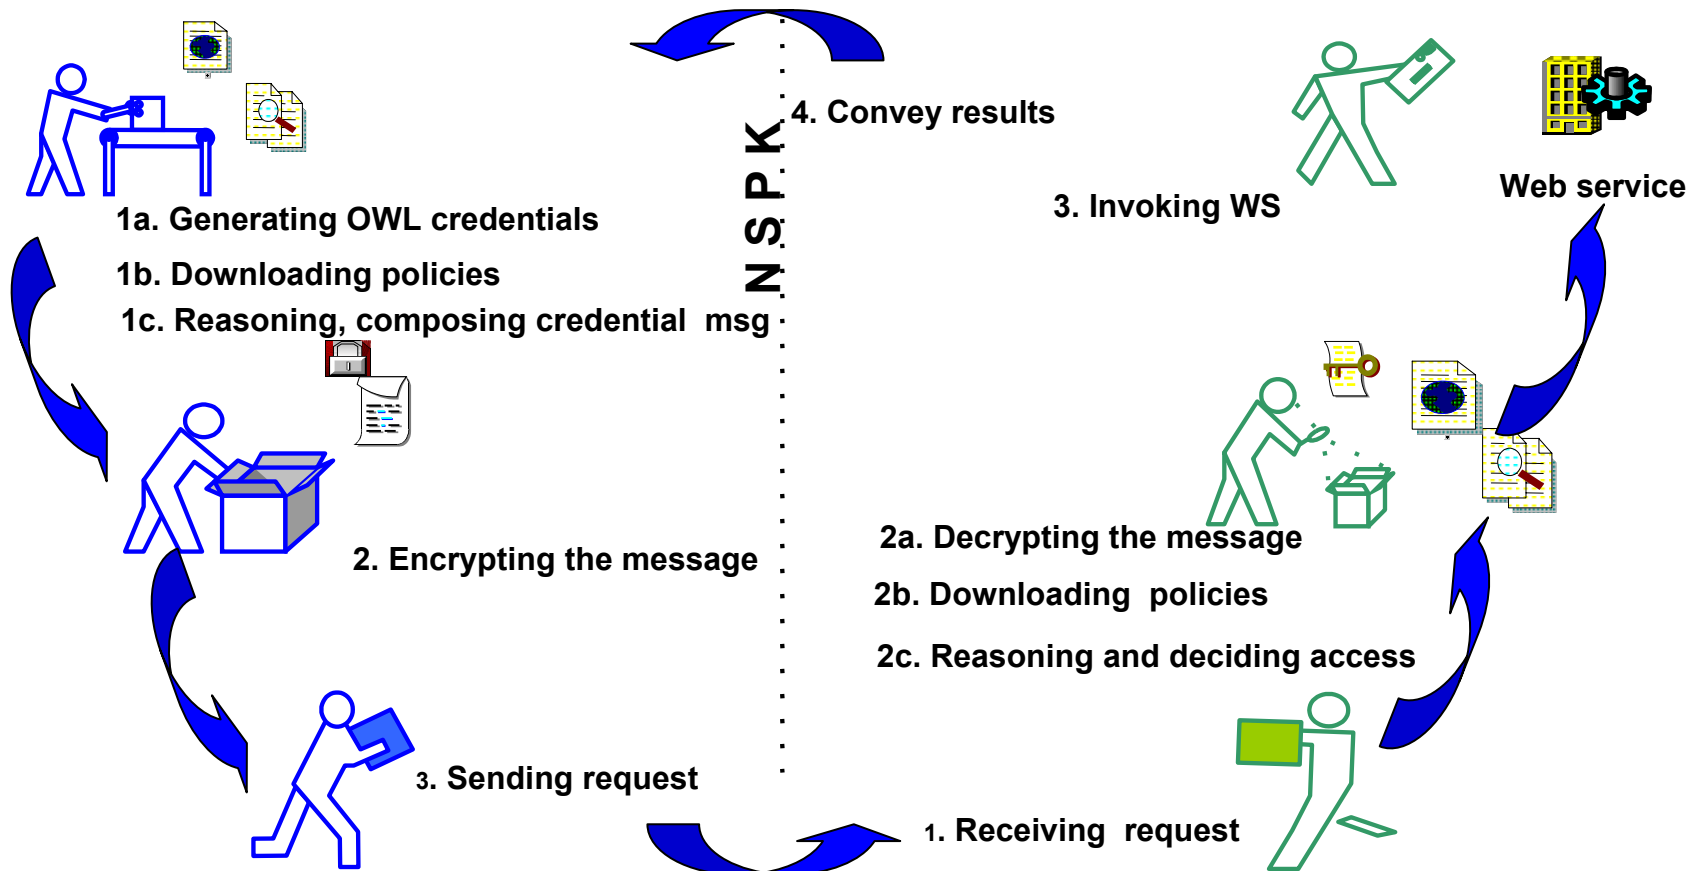 4. Convey results
N S P K
Web service
3. Invoking WS
1a. Generating OWL credentials
1b. Downloading policies
1c. Reasoning, composing credential msg
2. Encrypting the message
3. Sending request
1. Receiving request
2a. Decrypting the message
2b. Downloading policies
2c. Reasoning and deciding access